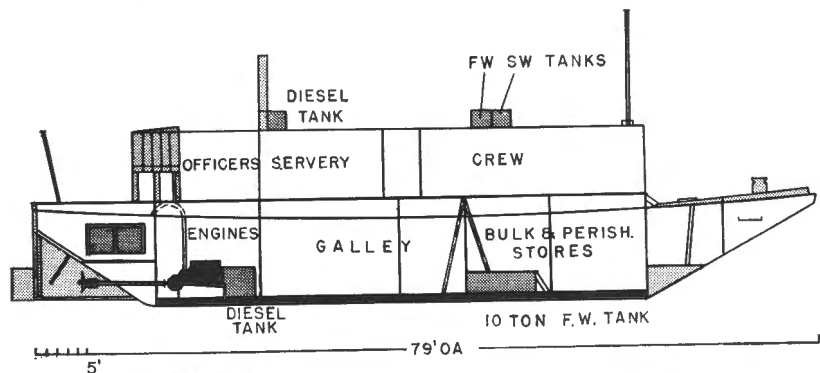 FW SW TANKS
DIESEL
TANK
OFFICERS SERVERY
CREW
ENGINES
GALLEY
BULK & PERISH.
STORES
DIESEL
TANK
10 TON F.W. TANK
79'OA
5'